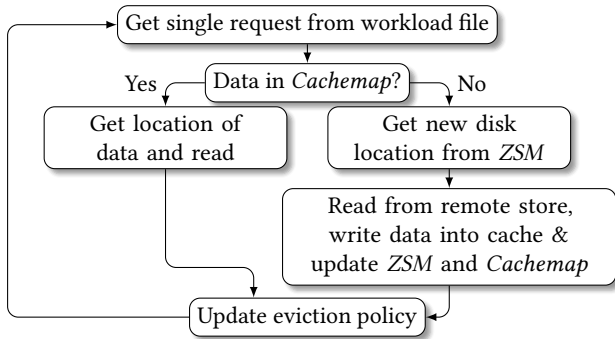 Get single request from workload file
Yes
Data in Cachemap?
No
Get location of
data and read
Get new disk
location from ZSM
Read from remote store,
write data into cache &
update ZSM and Cachemap
Update eviction policy